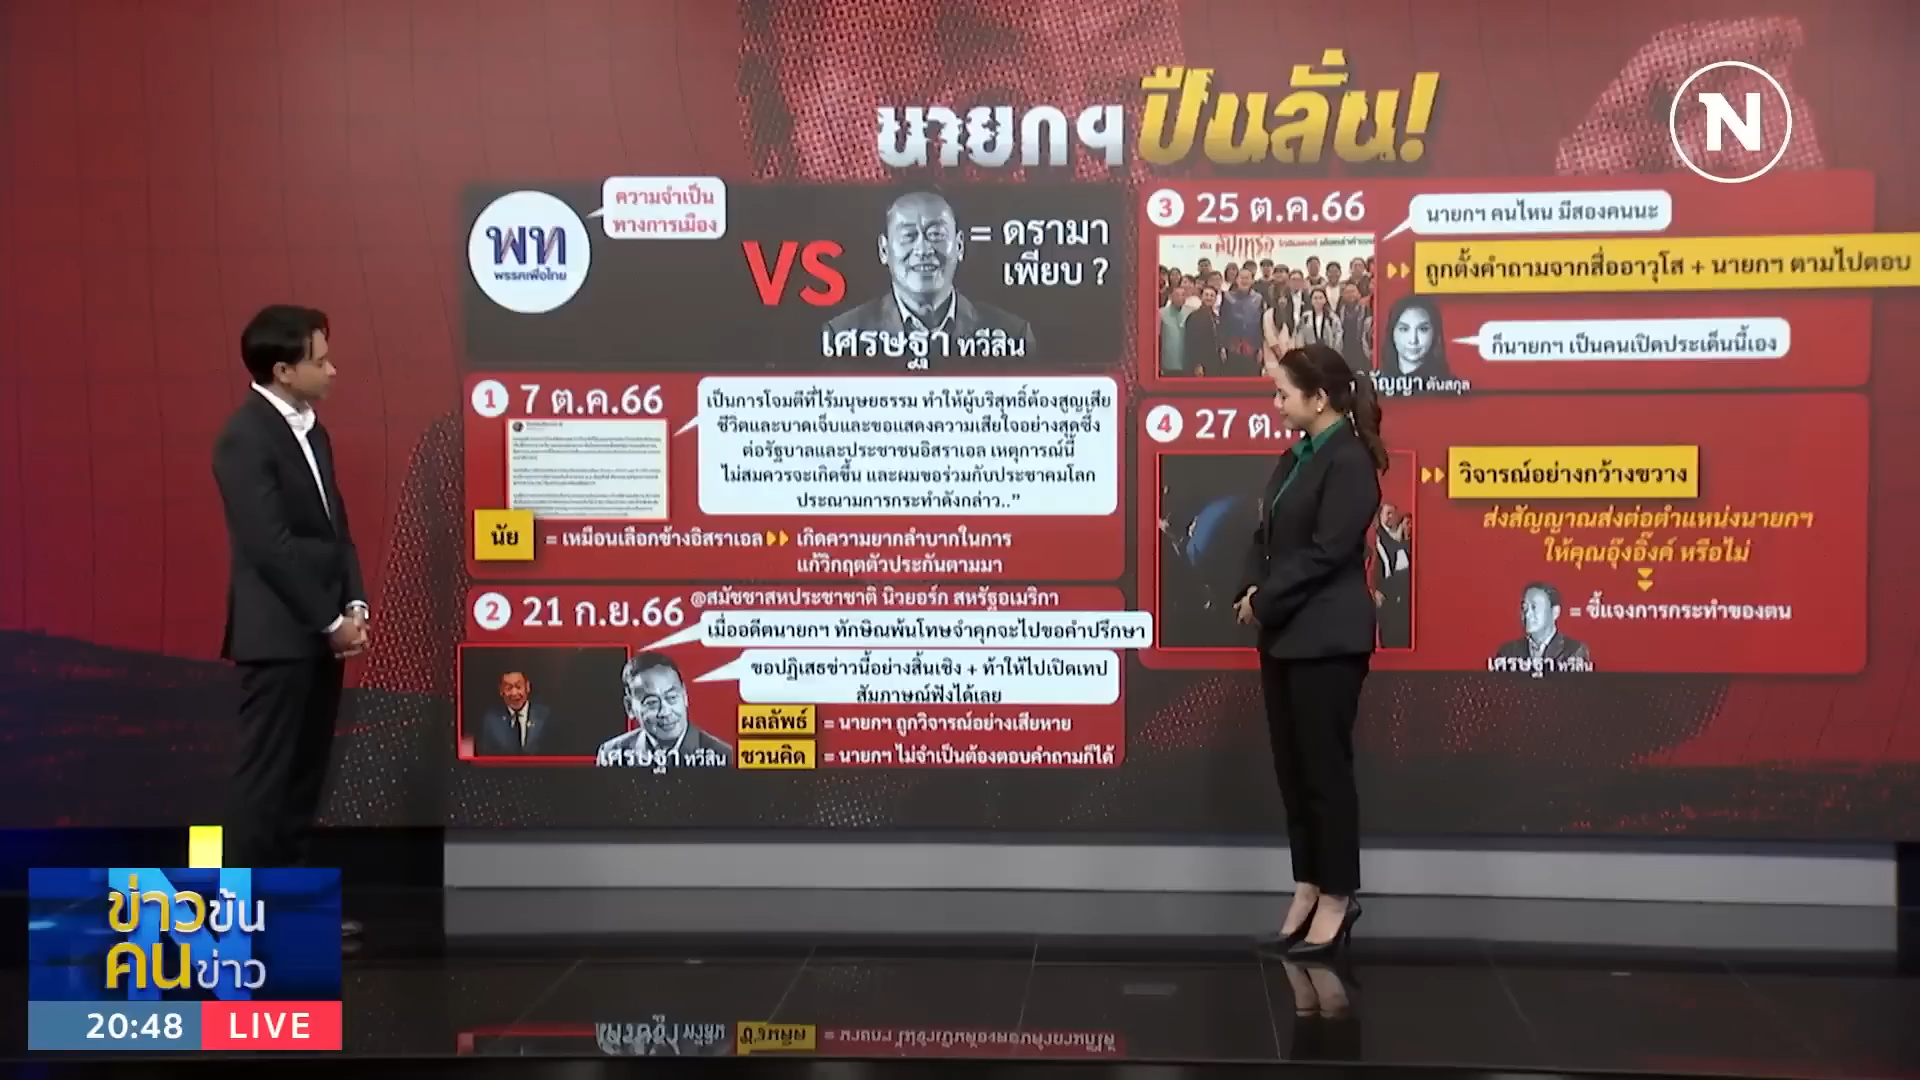 นายกฯ ปืนลั่น!
N
พท
พรรคเพื่อไทย
ความจำเป็น
ทางการเมือง
VS
= ดรามา
เพียบ ?
เศรษฐา ทวีสิน
1 7 ต.ค.66
เป็นการโจมตีที่ไร้มนุษยธรรม ทำให้ผู้บริสุทธิ์ต้องสูญเสีย
ชีวิตและบาดเจ็บและขอแสดงความเสียใจอย่างสุดซึ้ง
ต่อรัฐบาลและประชาชนอิสราเอล เหตุการณ์นี้
ไม่สมควรจะเกิดขึ้น และผมขอร่วมกับประชาคมโลก
ประณามการกระทำดังกล่าว..”
นัย = เหมือนเลือกข้างอิสราเอล เกิดความยากลำบากในการ
แก้วิกฤตตัวประกันตามมา
2 21 ก.ย.66 @สมัชชาสหประชาชาติ นิวยอร์ก สหรัฐอเมริกา
เมื่ออดีตนายกฯ ทักษิณพ้นโทษจำคุกจะไปขอคำปรึกษา
ขอปฏิเสธข่าวนี้อย่างสิ้นเชิง + ท้าให้ไปเปิดเทป
สัมภาษณ์ฟังได้เลย
เศรษฐา ทวีสิน
ผลลัพธ์ = นายกฯ ถูกวิจารณ์อย่างเสียหาย
ชวนคิด = นายกฯ ไม่จำเป็นต้องตอบคำถามก็ได้
3 25 ต.ค.66
นายกฯ คนไหน มีสองคนนะ
สัปเหร่อ
ถูกตั้งคำถามจากสื่ออาวุโส + นายกฯ ตามไปตอบ
ก็นายกฯ เป็นคนเปิดประเด็นนี้เอง
ตันสกุล
4 27
วิจารณ์อย่างกว้างขวาง
ส่งสัญญาณส่งต่อตำแหน่งนายกฯ
ให้คุณอุ๊งอิ๊งค์ หรือไม่
= ชี้แจงการกระทำของตน
เศรษฐา ทวีสิน
ข่าวข้น
คนข่าว
20:48 LIVE